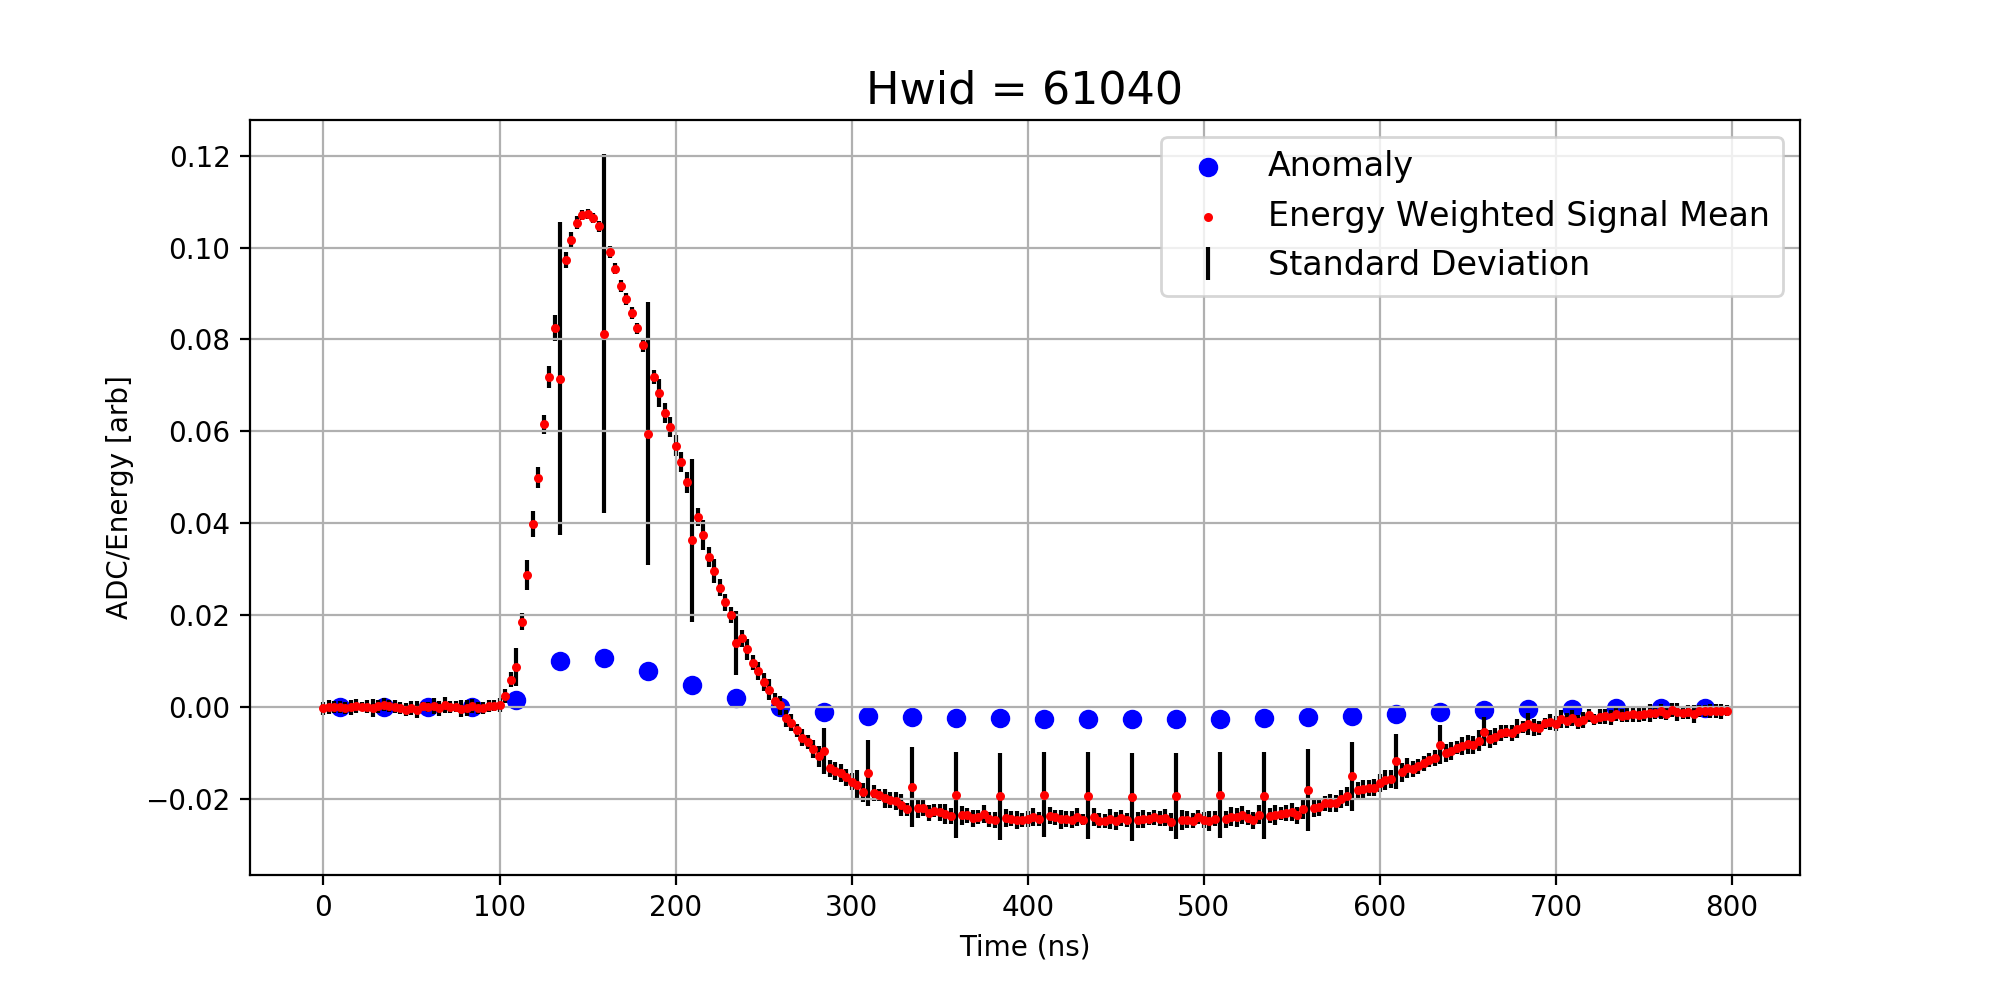 Hwid = 61040
Anomaly
Energy Weighted Signal Mean
Standard Deviation
ADC/Energy [arb]
0.12
0.10
0.08
0.06
0.04
0.02
0.00
−0.02
0 100 200 300 400 500 600 700 800
Time (ns)